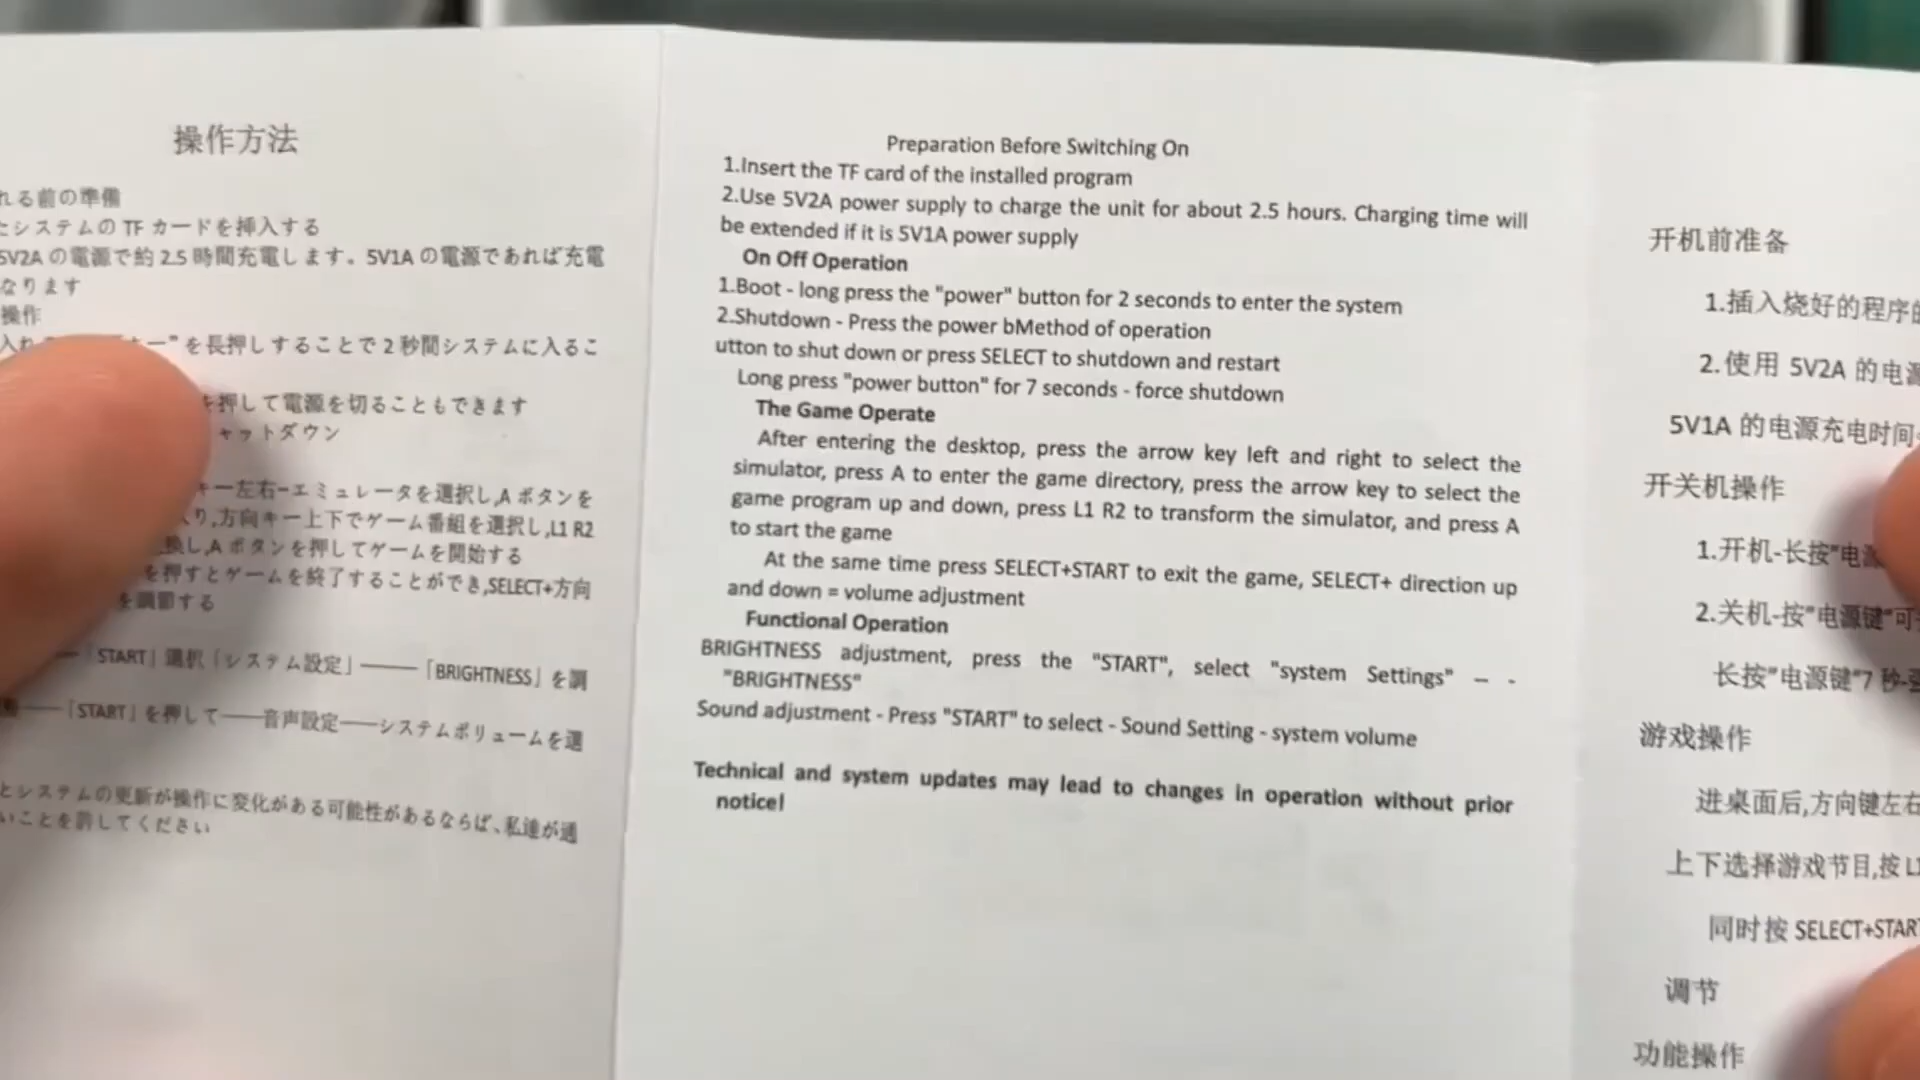 操作方法
れる前の準備
たシステムの TF カードを挿入する
5V2A の電源で約 2.5 時間充電します。5V1A の電源であれば充電
なります
操作
を長押しすることで 2 秒間システムに入るこ
を押して電源を切ることもできます
ャットダウン
キー左右-エミュレータを選択し,A ボタンを
り,方向キー上下でゲーム番組を選択し,L1 R2
換し,A ボタンを押してゲームを開始する
を押すとゲームを終了することができ,SELECT+方向
を調節する
「START」選択「システム設定」——「BRIGHTNESS」を調
「START」を押して——音声設定——システムボリュームを選
とシステムの更新が操作に変化がある可能性があるならば、私達が通
いことを許してください
Preparation Before Switching On
1.Insert the TF card of the installed program
2.Use 5V2A power supply to charge the unit for about 2.5 hours. Charging time will
be extended if it is 5V1A power supply
On Off Operation
1.Boot - long press the "power" button for 2 seconds to enter the system
2.Shutdown - Press the power bMethod of operation
utton to shut down or press SELECT to shutdown and restart
Long press "power button" for 7 seconds - force shutdown
The Game Operate
After entering the desktop, press the arrow key left and right to select the
simulator, press A to enter the game directory, press the arrow key to select the
game program up and down, press L1 R2 to transform the simulator, and press A
to start the game
At the same time press SELECT+START to exit the game, SELECT+ direction up
and down = volume adjustment
Functional Operation
BRIGHTNESS adjustment, press the "START", select "system Settings" – -
"BRIGHTNESS"
Sound adjustment - Press "START" to select - Sound Setting - system volume
Technical and system updates may lead to changes in operation without prior
notice!
开机前准备
1.插入烧好的程序的
2.使用 5V2A 的电源
5V1A 的电源充电时间
开关机操作
1.开机-长按"电源
2.关机-按"电源键"可
长按"电源键"7 秒-强
游戏操作
进桌面后,方向键左右
上下选择游戏节目,按 L1
同时按 SELECT+START
调节
功能操作